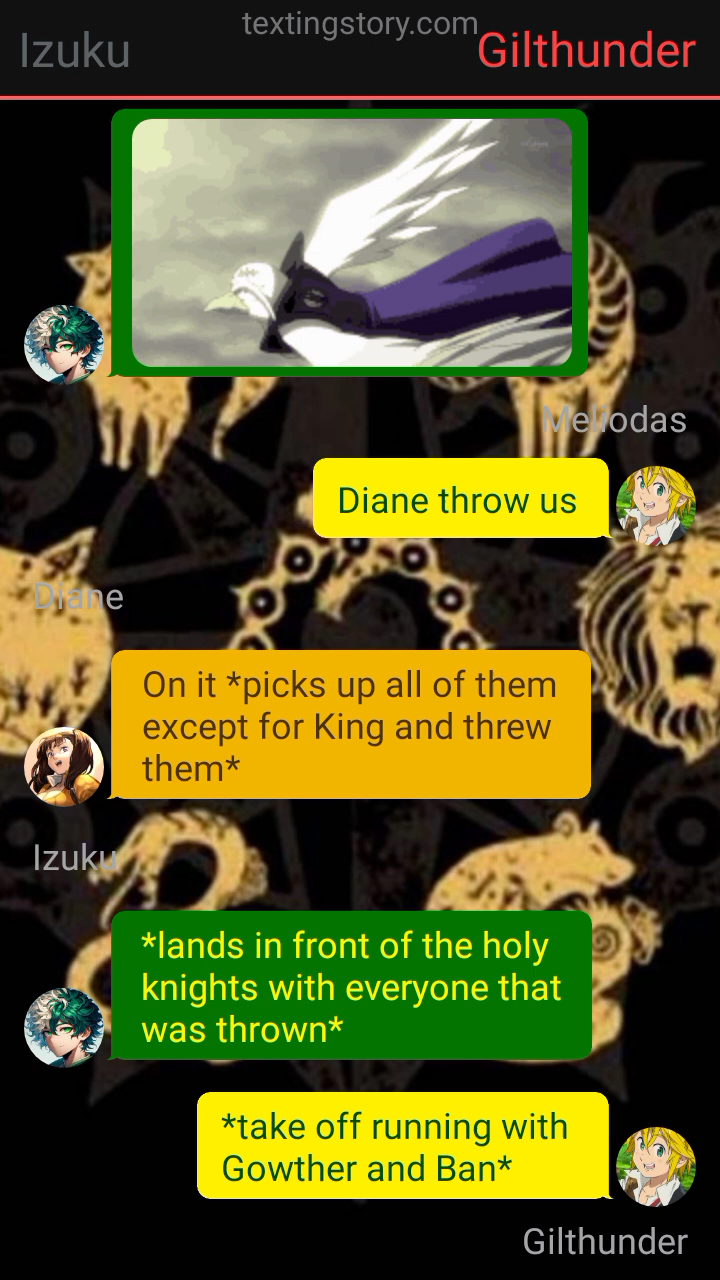 textingstory.com
Izuku
Gilthunder
Meliodas
Diane throw us
Diane
On it *picks up all of them
except for King and threw
them*
Izuku
*lands in front of the holy
knights with everyone that
was thrown*
*take off running with
Gowther and Ban*
Gilthunder